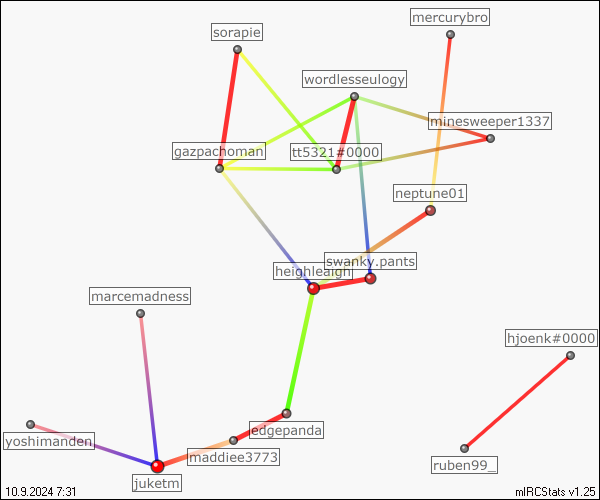 mercurybro
sorapie
wordlesseulogy
minesweeper1337
gazpachoman
tt5321#0000
neptune01
swanky.pants
heighleaigh
marcemadness
hjoenk#0000
edgepanda
yoshimanden
maddiee3773
ruben99_
juketm
10.9.2024 7:31
mIRCStats v1.25